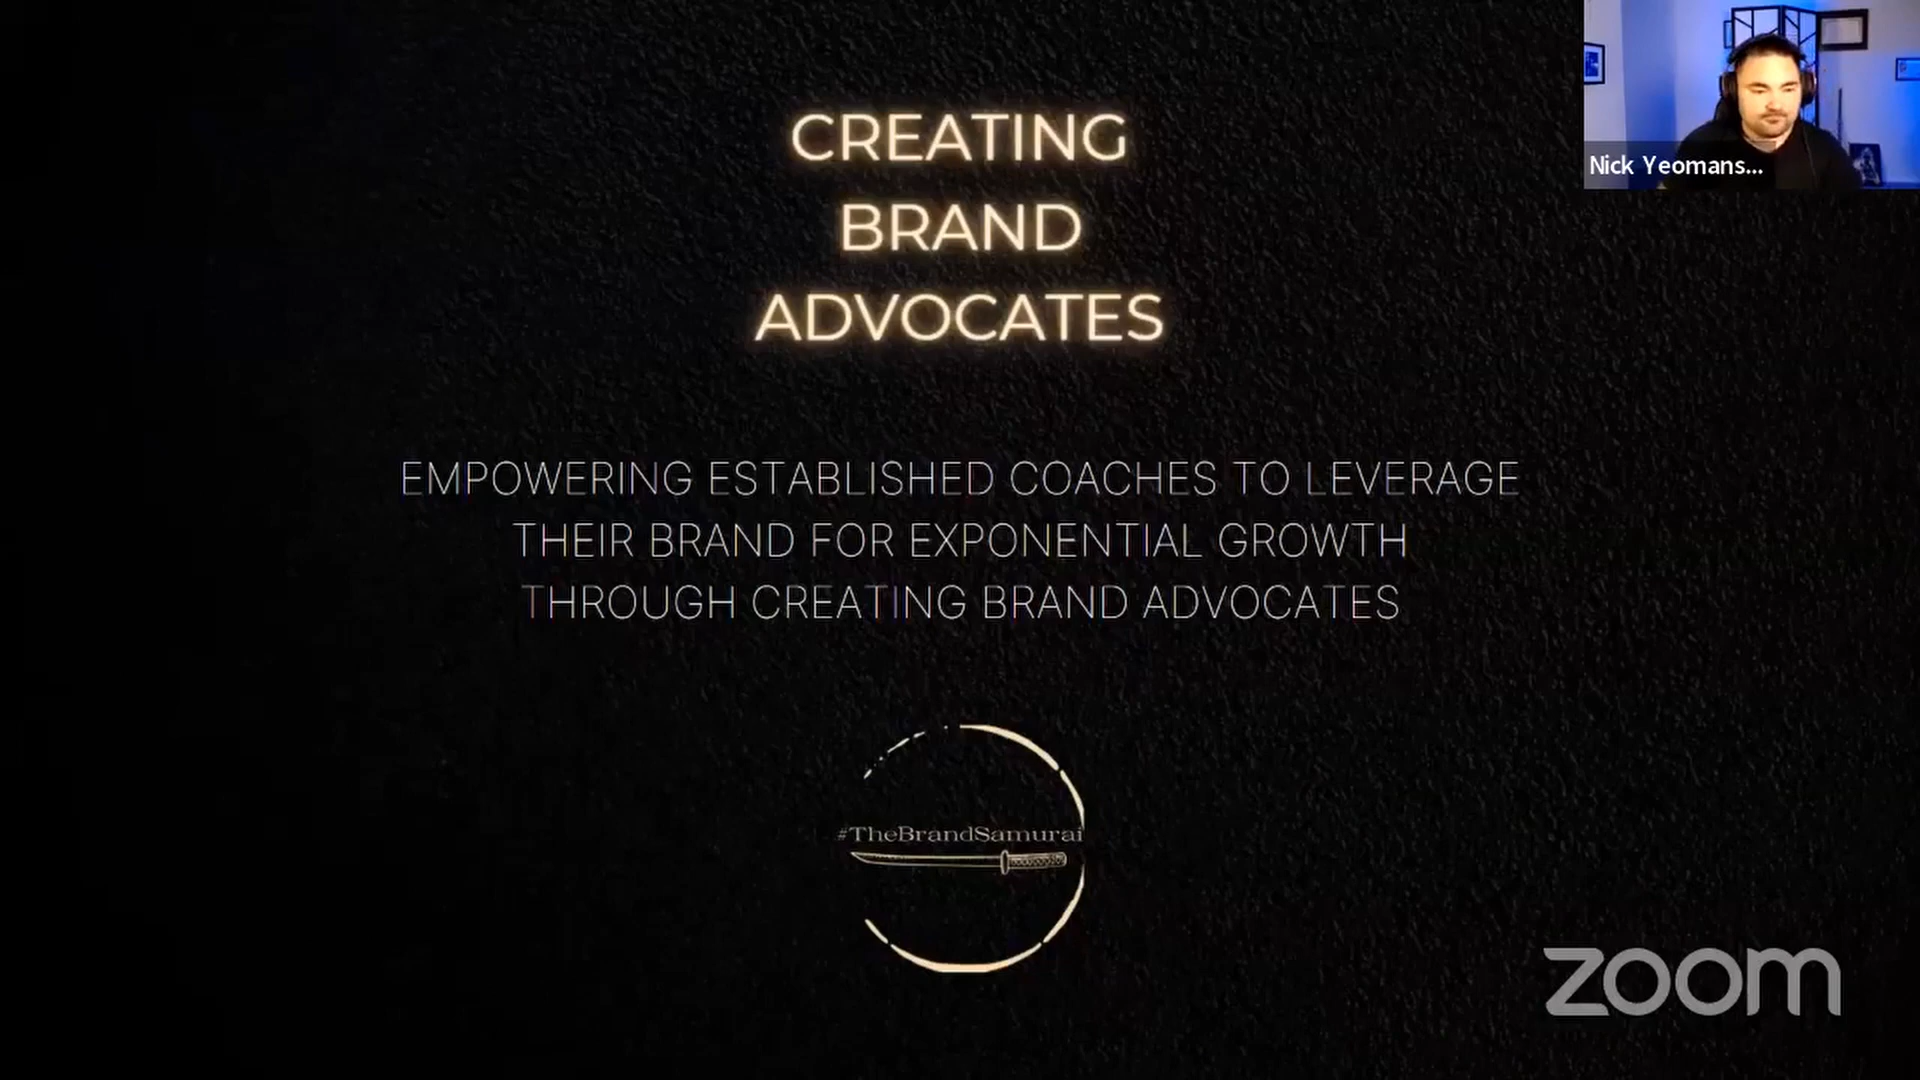 CREATING
BRAND
ADVOCATES
Nick Yeomans...
EMPOWERING ESTABLISHED COACHES TO LEVERAGE
THEIR BRAND FOR EXPONENTIAL GROWTH
THROUGH CREATING BRAND ADVOCATES
#TheBrandSamurai
zoom